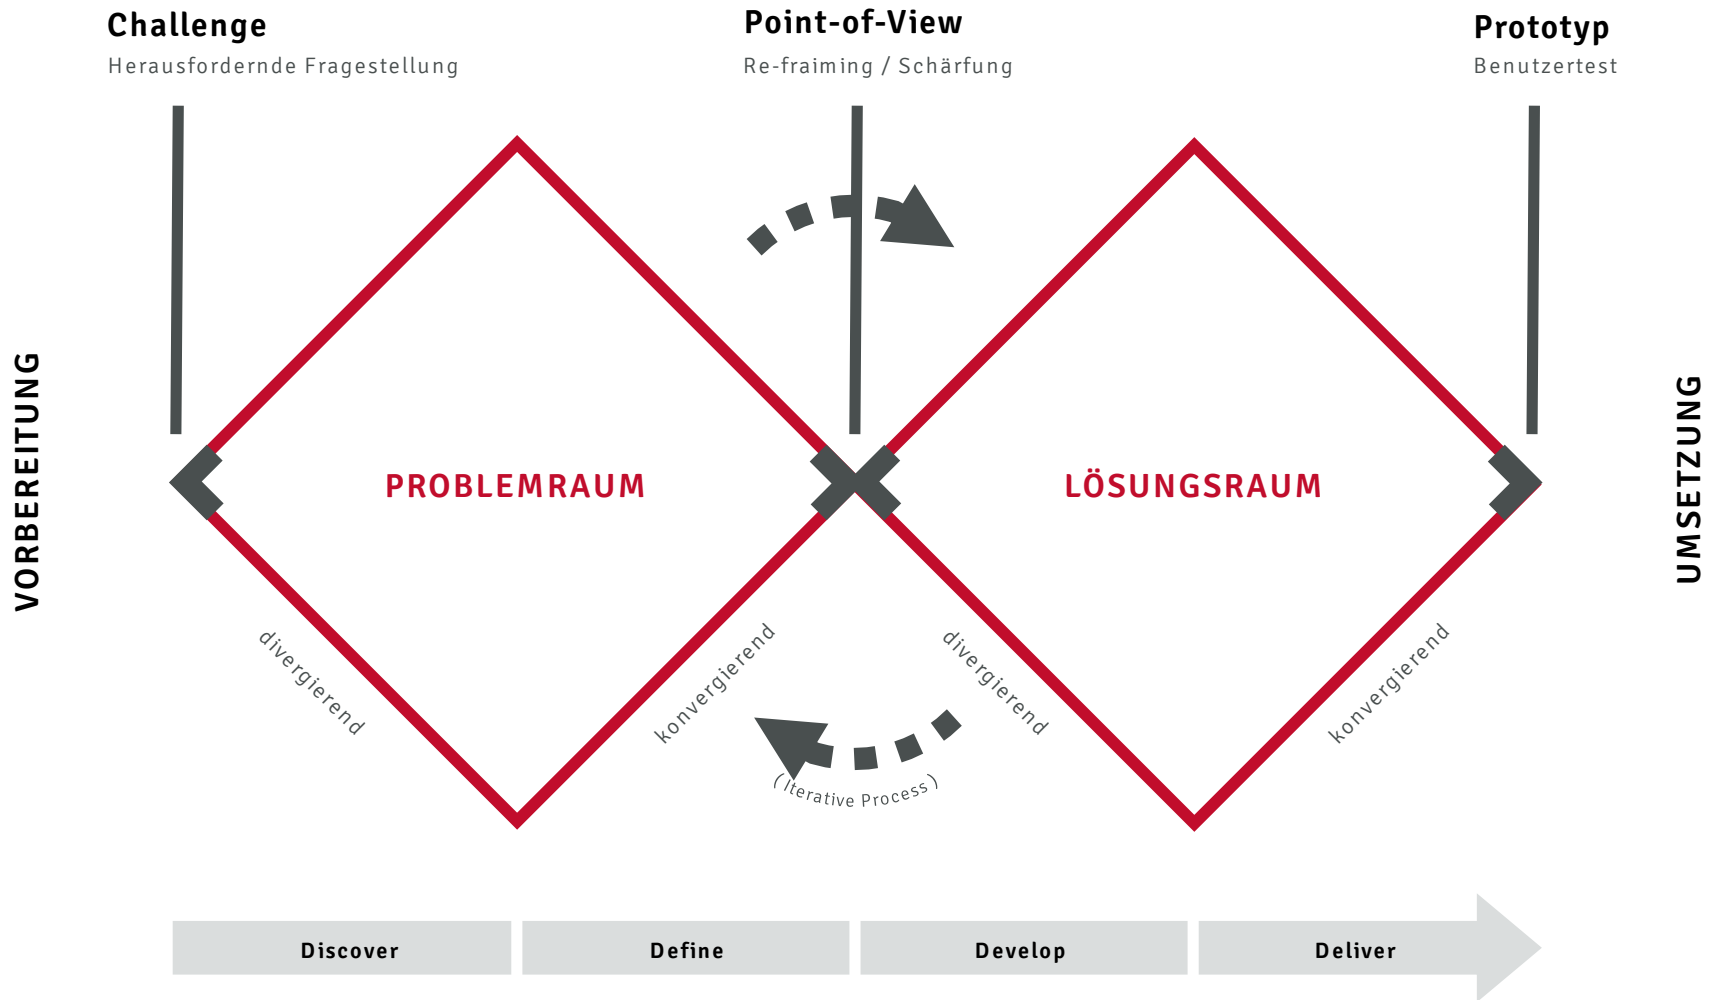 Challenge
Herausfordernde Fragestellung
Point-of-View
Re-fraiming / Schärfung
Prototyp
Benutzertest
VORBEREITUNG
PROBLEMRAUM
LÖSUNGSRAUM
UMSETZUNG
divergierend
konvergierend
divergierend
konvergierend
(Iterative Process)
Discover
Define
Develop
Deliver